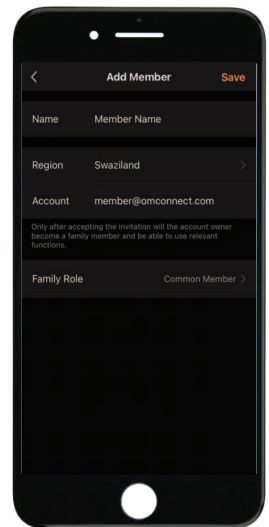 Add Member Save
Name Member Name
Region Swaziland
Account member@omconnect.com
Only after accepting the invitation will the account owner
become a family member and be able to use relevant
functions.
Family Role Common Member